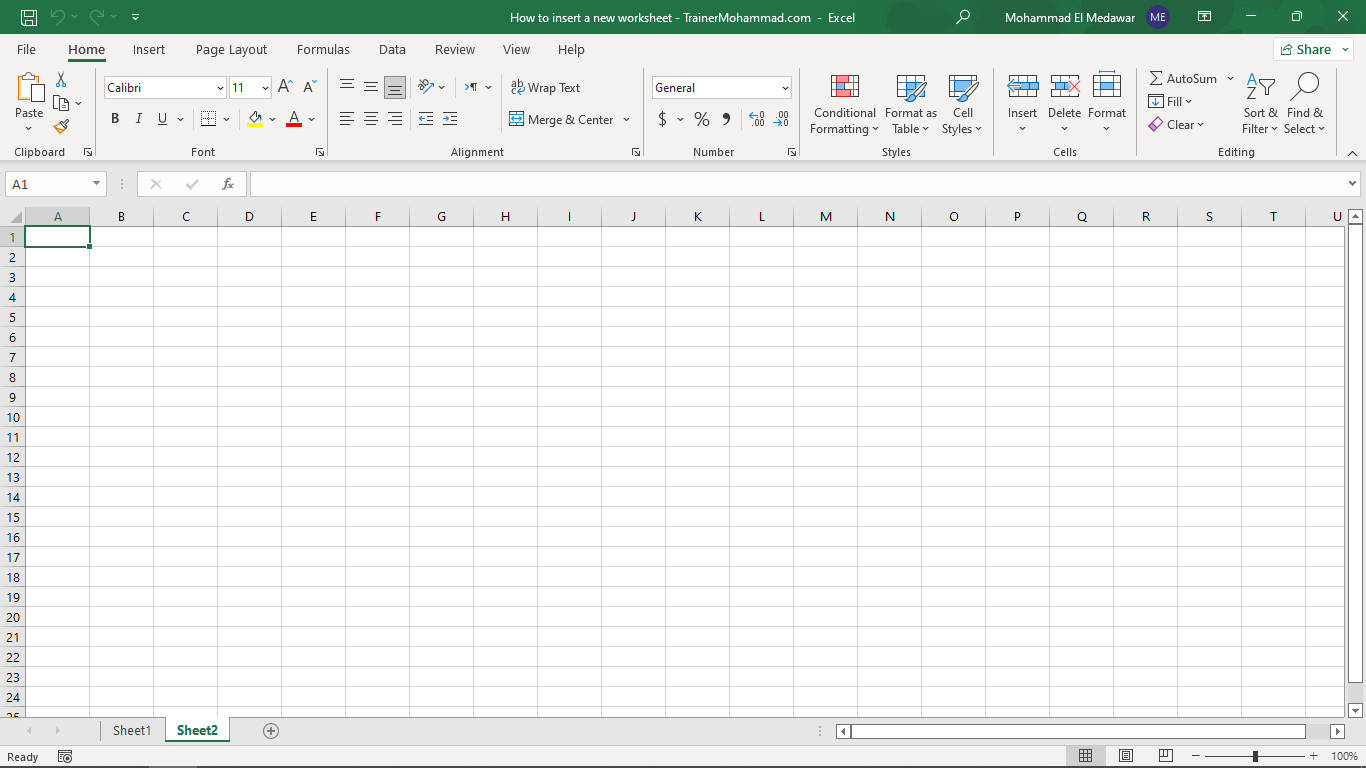 How to insert a new worksheet - TrainerMohammad.com - Excel
Mohammad El Medawar ME
File Home Insert Page Layout Formulas Data Review View Help Share
Paste
Clipboard
Calibri 11
B I U A
Font
Wrap Text
Merge & Center
Alignment
General
$ % 
Number
Conditional Formatting
Format as Table
Cell Styles
Styles
Insert Delete Format
Cells
AutoSum
Fill
Clear
Sort & Filter
Find & Select
Editing
A1 fx
A B C D E F G H I J K L M N O P Q R S T U
1
2
3
4
5
6
7
8
9
10
11
12
13
14
15
16
17
18
19
20
21
22
23
24
25
Sheet1 Sheet2
Ready 100%